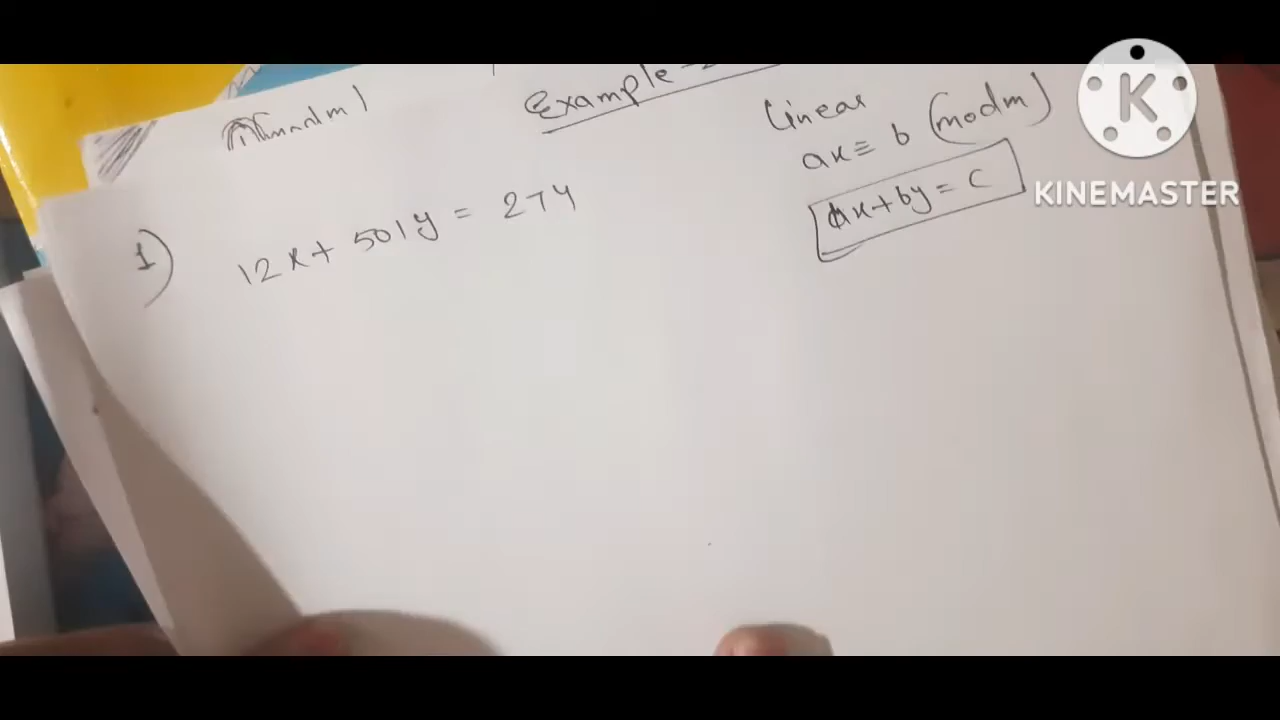 Example
Linear
ax ≡ b (mod m)
ax + by = c
1) 12x + 501y = 274
KINEMASTER